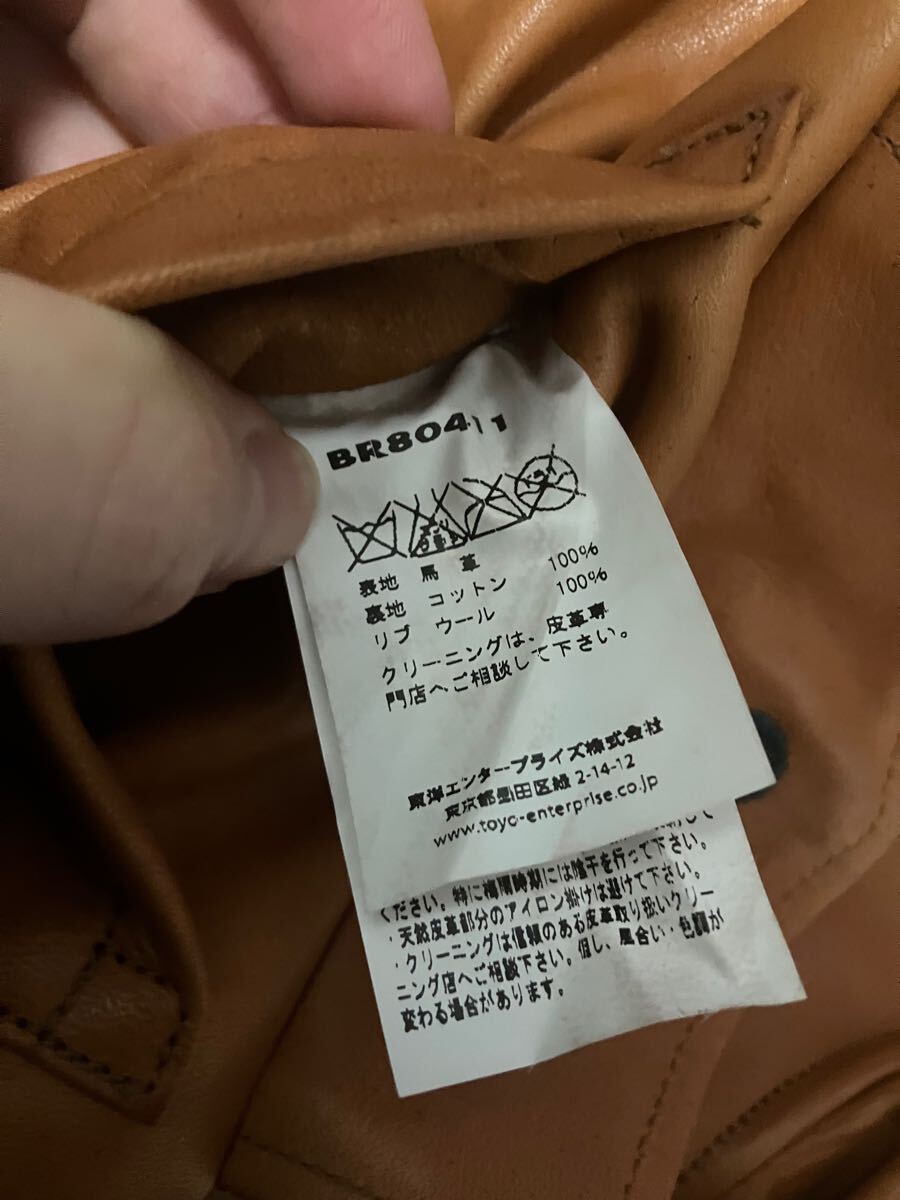 BR80411
表地 馬 革 100%
裏地 コットン 100%
リブ ウール
クリーニングは、皮革専
門店へご相談して下さい。
東洋エンタープライズ株式会社
東京都墨田区緑 2-14-12
www.toyo-enterprise.co.jp
ください。特に梅雨時期には陰干を行って下さい。
・天然皮革部分のアイロン掛けは避けて下さい。
・クリーニングは信頼のある皮革取り扱いクリー
ニング店へご相談下さい。但し、風合い・色調が
変わる場合があります。